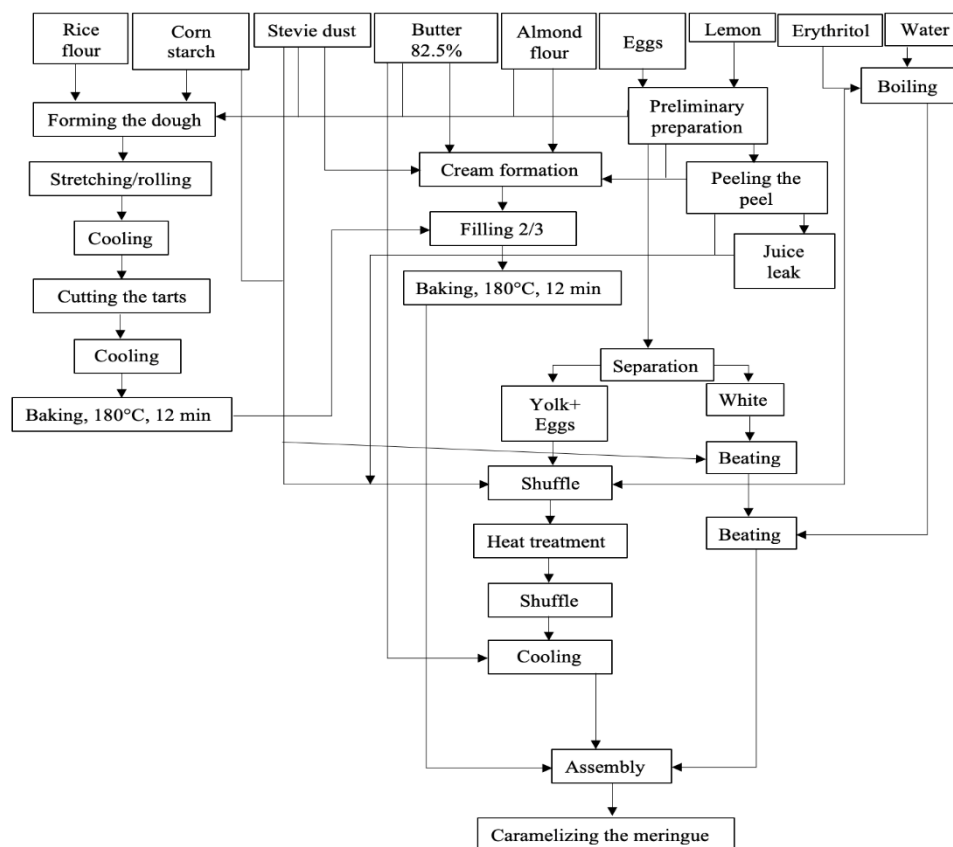 Rice
flour
Corn
starch
Stevie dust
Butter
82.5%
Almond
flour
Eggs
Lemon
Erythritol
Water
Boiling
Forming the dough
Preliminary
preparation
Stretching/rolling
Cream formation
Peeling the
peel
Cooling
Filling 2/3
Juice
leak
Cutting the tarts
Baking, 180°C, 12 min
Cooling
Separation
Baking, 180°C, 12 min
Yolk+
Eggs
White
Beating
Shuffle
Beating
Heat treatment
Shuffle
Cooling
Assembly
Caramelizing the meringue